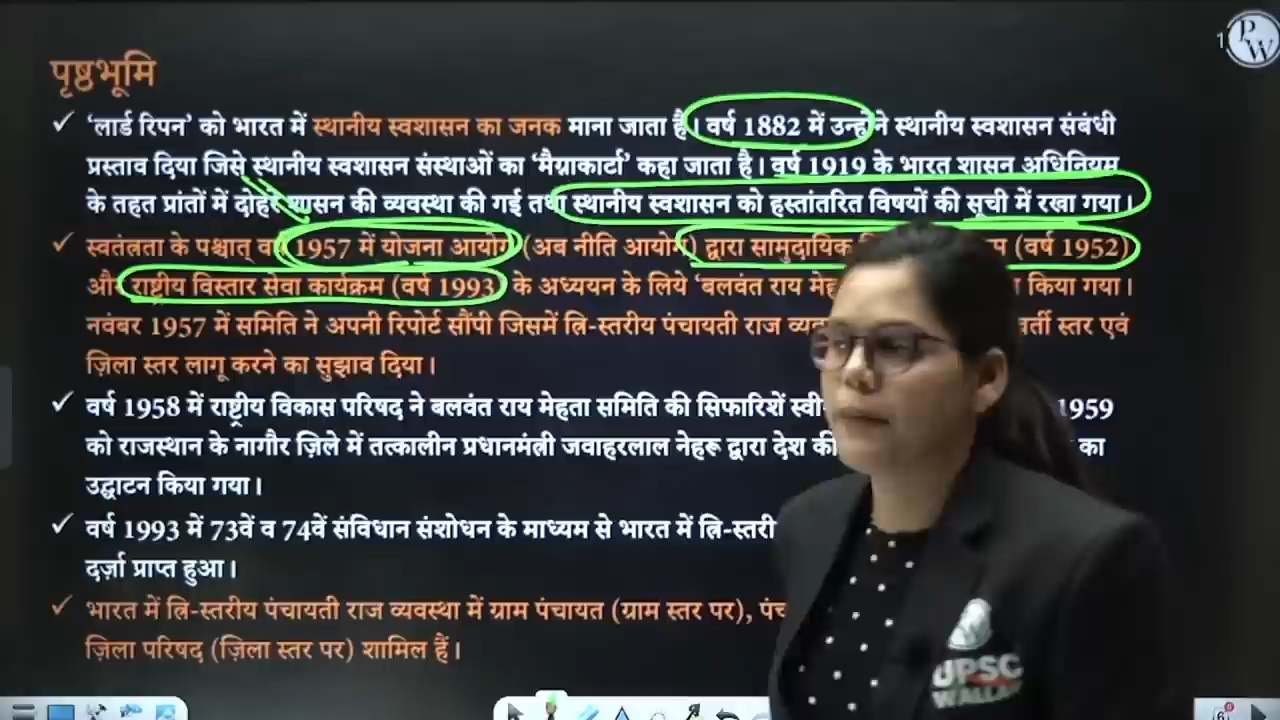 पृष्ठभूमि
✓ ‘लार्ड रिपन’ को भारत में स्थानीय स्वशासन का जनक माना जाता है। वर्ष 1882 में उन्होंने स्थानीय स्वशासन संबंधी
प्रस्ताव दिया जिसे स्थानीय स्वशासन संस्थाओं का ‘मैग्नाकार्टा’ कहा जाता है। वर्ष 1919 के भारत शासन अधिनियम
के तहत प्रांतों में दोहरे शासन की व्यवस्था की गई तथा स्थानीय स्वशासन को हस्तांतरित विषयों की सूची में रखा गया।
✓ स्वतंत्रता के पश्चात् 1957 में योजना आयोग (अब नीति आयोग) द्वारा सामुदायिक (वर्ष 1952)
और राष्ट्रीय विस्तार सेवा कार्यक्रम (वर्ष 1993) के अध्ययन के लिये ‘बलवंत राय किया गया।
नवंबर 1957 में समिति ने अपनी रिपोर्ट सौंपी जिसमें त्रि-स्तरीय पंचायती राज स्तर एवं
ज़िला स्तर लागू करने का सुझाव दिया।
✓ वर्ष 1958 में राष्ट्रीय विकास परिषद ने बलवंत राय मेहता समिति की सिफारिशें 1959
को राजस्थान के नागौर ज़िले में तत्कालीन प्रधानमंत्री जवाहरलाल नेहरू द्वारा देश की का
उद्घाटन किया गया।
✓ वर्ष 1993 में 73वें व 74वें संविधान संशोधन के माध्यम से भारत में
दर्ज़ा प्राप्त हुआ।
✓ भारत में त्रि-स्तरीय पंचायती राज व्यवस्था में ग्राम पंचायत (ग्राम स्तर पर),
ज़िला परिषद (ज़िला स्तर पर) शामिल हैं।
PW
UPSC
WALLAH